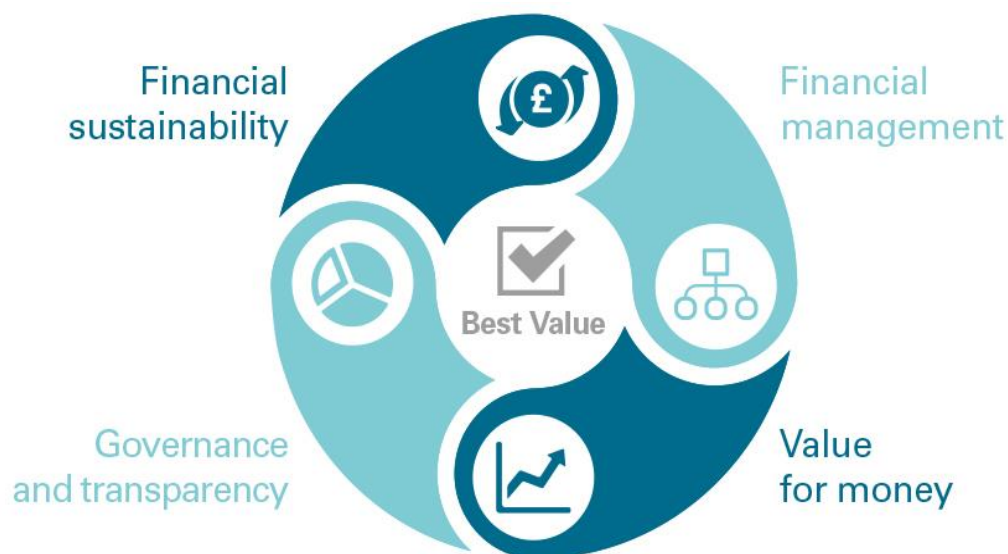 Financial
sustainability
Financial
management
£
Best Value
Governance
and transparency
Value
for money